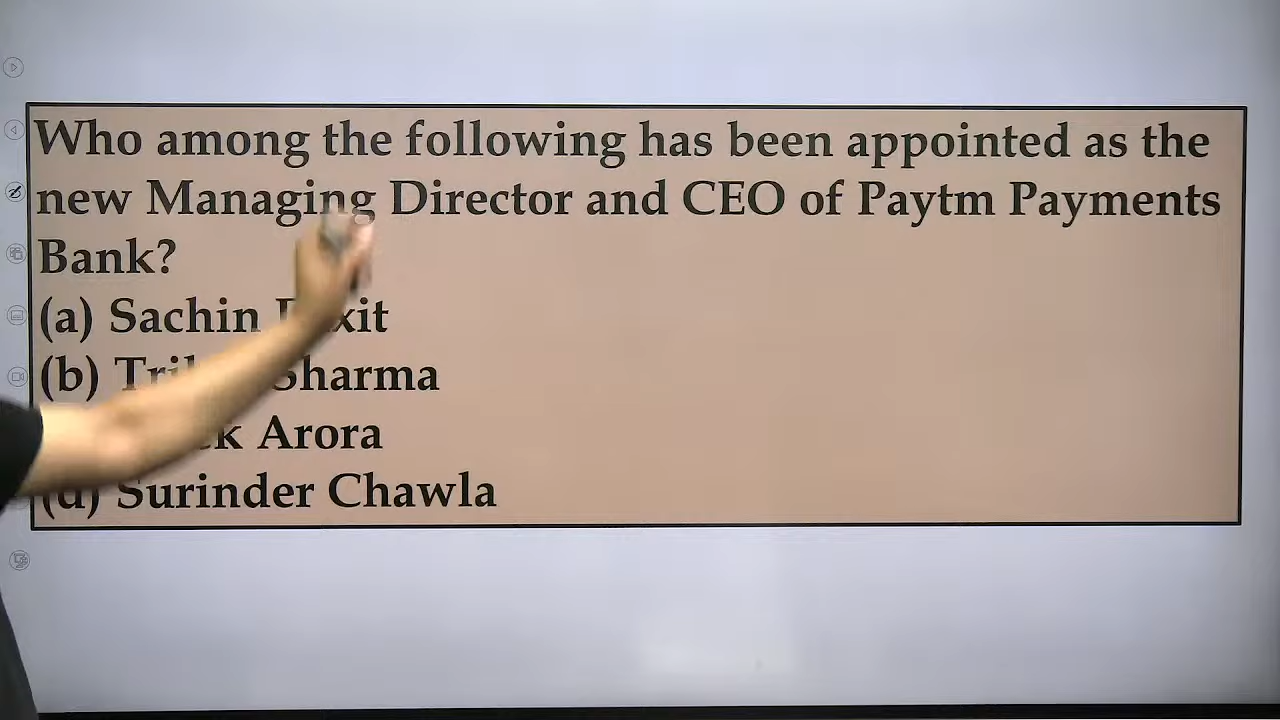 Who among the following has been appointed as the
new Managing Director and CEO of Paytm Payments
Bank?
(a) Sachin
(b) Sharma
Arora
(d) Surinder Chawla